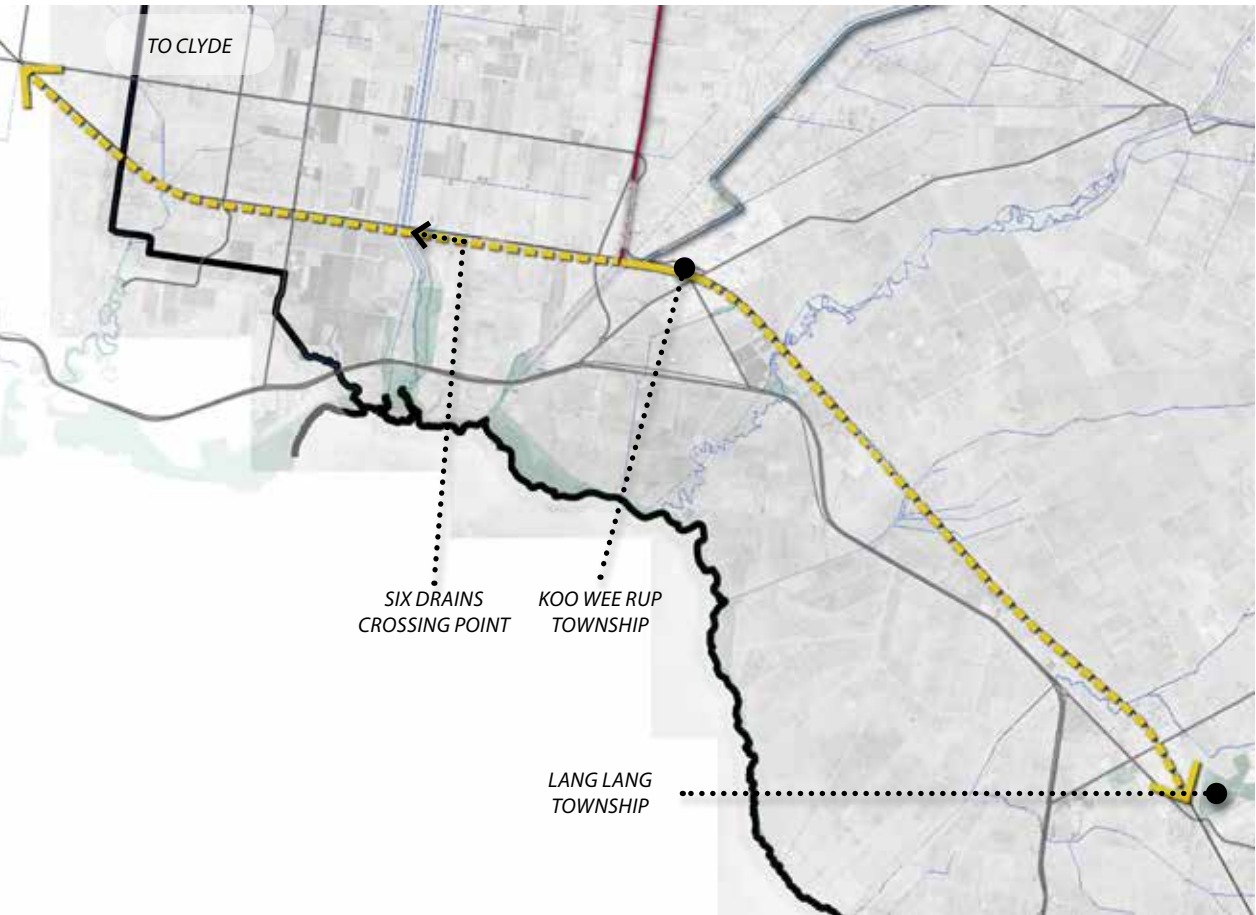 TO CLYDE
SIX DRAINS
CROSSING POINT
KOO WEE RUP
TOWNSHIP
LANG LANG
TOWNSHIP